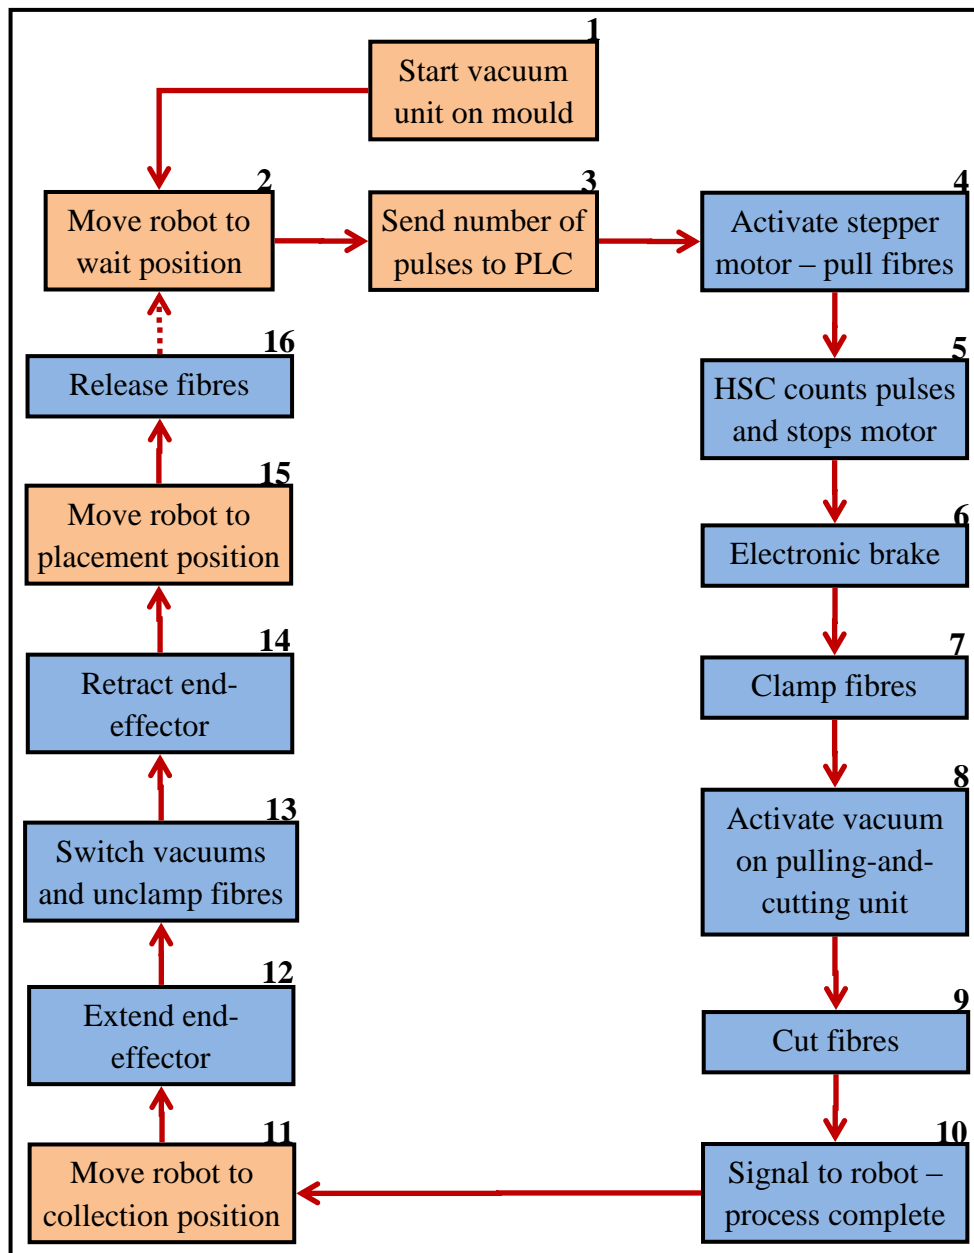 1
Start vacuum
unit on mould
2
Move robot to
wait position
3
Send number of
pulses to PLC
4
Activate stepper
motor – pull fibres
5
HSC counts pulses
and stops motor
6
Electronic brake
7
Clamp fibres
8
Activate vacuum
on pulling-and-
cutting unit
9
Cut fibres
10
Signal to robot –
process complete
11
Move robot to
collection position
12
Extend end-
effector
13
Switch vacuums
and unclamp fibres
14
Retract end-
effector
15
Move robot to
placement position
16
Release fibres